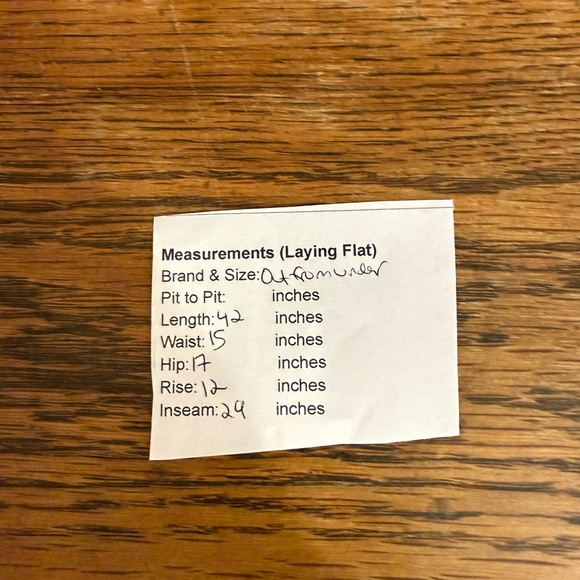 Measurements (Laying Flat)
Brand & Size: Out from under
Pit to Pit: inches
Length: 42 inches
Waist: 15 inches
Hip: 17 inches
Rise: 12 inches
Inseam: 29 inches